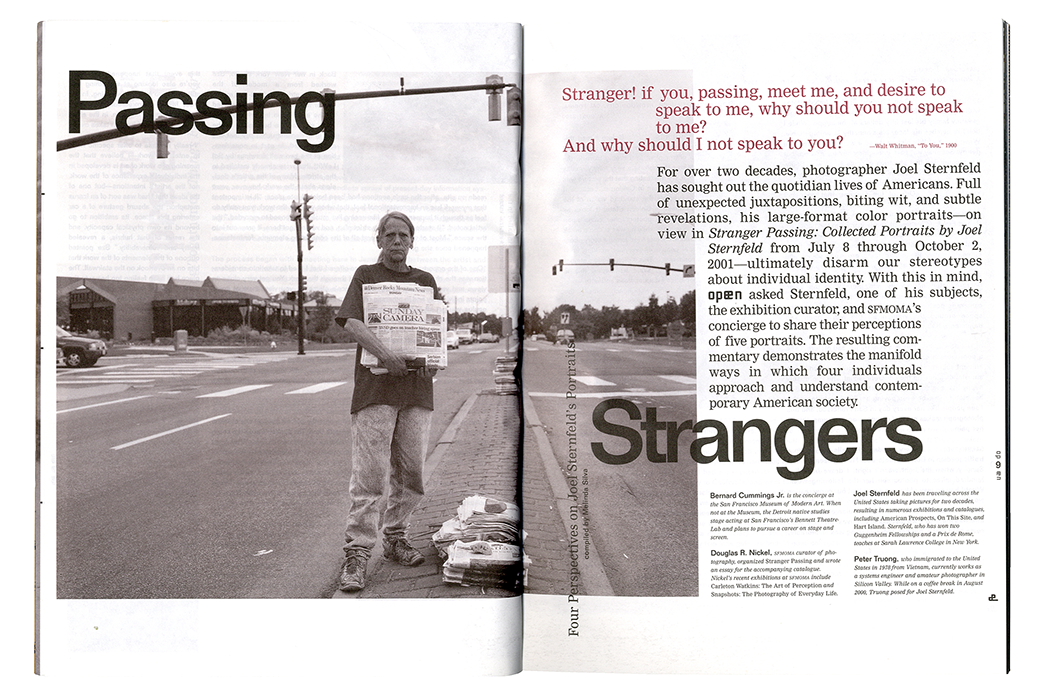 Passing
Denver Rocky Mountain News
SUNDAY
CAMERA
Stranger! if you, passing, meet me, and desire to
speak to me, why should you not speak
to me?
And why should I not speak to you?
—Walt Whitman, "To You," 1900
For over two decades, photographer Joel Sternfeld
has sought out the quotidian lives of Americans. Full
of unexpected juxtapositions, biting wit, and subtle
revelations, his large-format color portraits—on
view in Stranger Passing: Collected Portraits by Joel
Sternfeld from July 8 through October 2,
2001—ultimately disarm our stereotypes
about individual identity. With this in mind,
open asked Sternfeld, one of his subjects,
the exhibition curator, and SFMOMA's
concierge to share their perceptions
of five portraits. The resulting com-
mentary demonstrates the manifold
ways in which four individuals
approach and understand contem-
porary American society.
Strangers
Four Perspectives on Joel Sternfeld's Portraits
compiled by Melinda Silva
Bernard Cummings Jr. is the concierge at
the San Francisco Museum of Modern Art. When
not at the Museum, the Detroit native studies
stage acting at San Francisco's Bennett Theatre
Lab and plans to pursue a career on stage and
screen.
Douglas R. Nickel, SFMOMA curator of pho-
tography, organized Stranger Passing and wrote
an essay for the accompanying catalogue.
Nickel's recent exhibitions at SFMOMA include
Carleton Watkins: The Art of Perception and
Snapshots: The Photography of Everyday Life.
Joel Sternfeld has been traveling across the
United States taking pictures for two decades,
resulting in numerous exhibitions and catalogues,
including American Prospects, On This Site, and
Hart Island. Sternfeld, who has won two
Guggenheim Fellowships and a Prix de Rome,
teaches at Sarah Lawrence College in New York.
Peter Truong, who immigrated to the United
States in 1978 from Vietnam, currently works as
a systems engineer and amateur photographer in
Silicon Valley. While on a coffee break in August
2000, Truong posed for Joel Sternfeld.